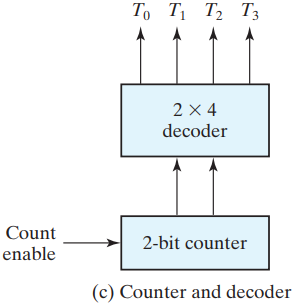 T0 T1 T2 T3
2 × 4
decoder
Count
enable
2-bit counter
(c) Counter and decoder